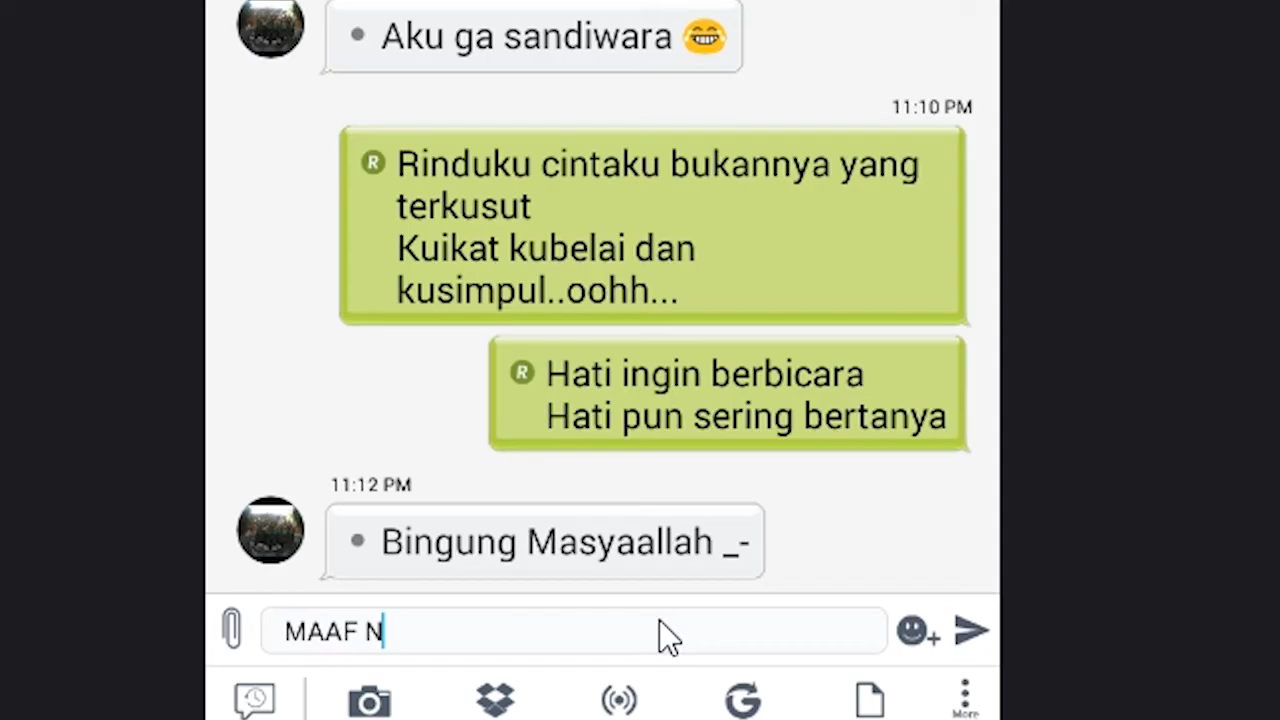 Aku ga sandiwara 😂
11:10 PM
R Rinduku cintaku bukannya yang
terkusut
Kuikat kubelai dan
kusimpul..oohh...
R Hati ingin berbicara
Hati pun sering bertanya
11:12 PM
Bingung Masyaallah _-
MAAF N
More